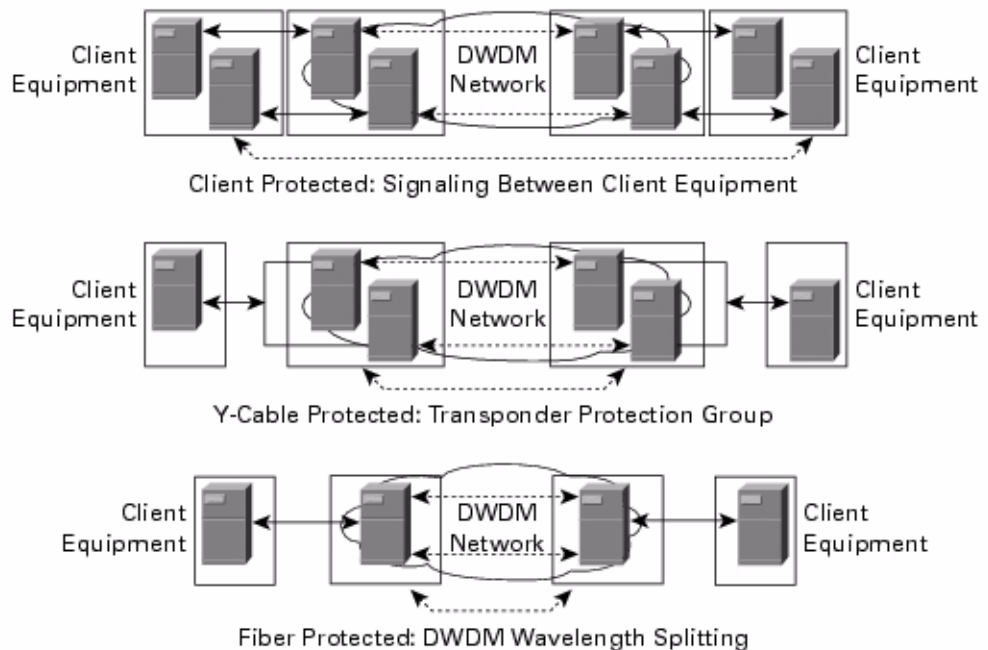 Client
Equipment
DWDM
Network
Client
Equipment
Client Protected: Signaling Between Client Equipment
Client
Equipment
DWDM
Network
Client
Equipment
Y-Cable Protected: Transponder Protection Group
Client
Equipment
DWDM
Network
Client
Equipment
Fiber Protected: DWDM Wavelength Splitting